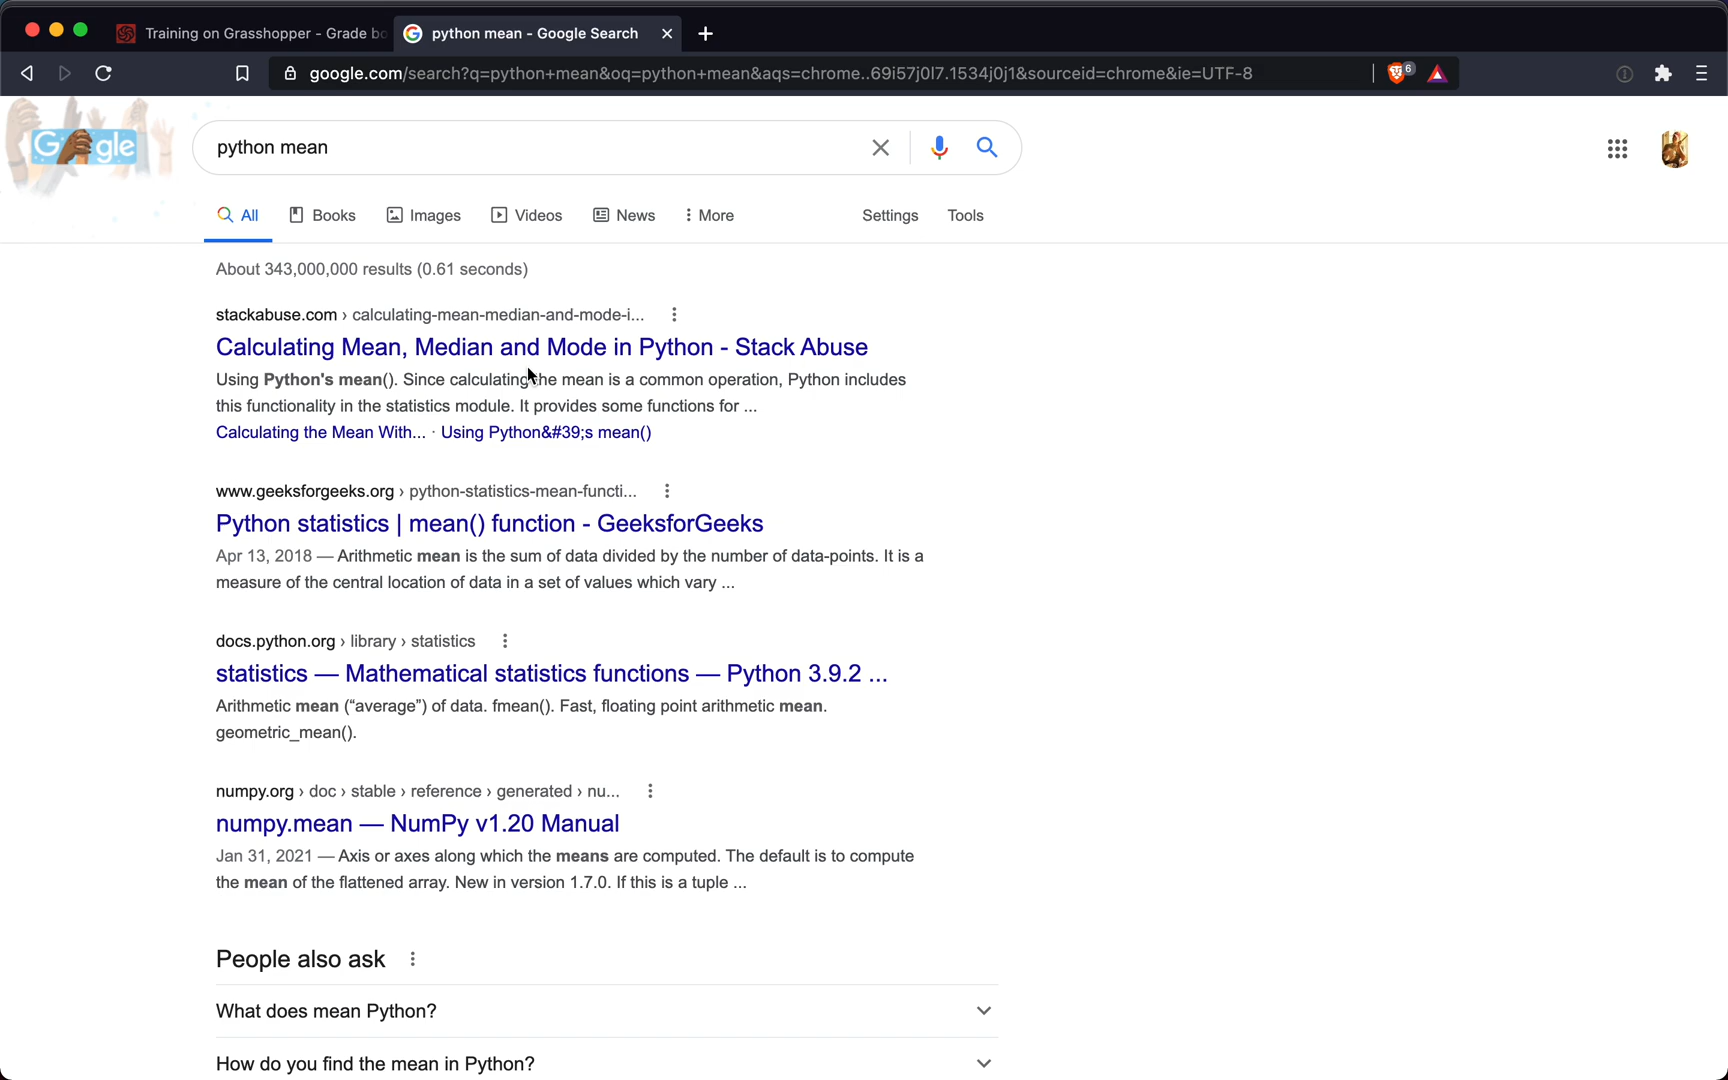 Training on Grasshopper - Grade bo
python mean - Google Search
google.com/search?q=python+mean&oq=python+mean&aqs=chrome..69i57j0l7.1534j0j1&sourceid=chrome&ie=UTF-8
6
G gle
python mean
All Books Images Videos News More Settings Tools
About 343,000,000 results (0.61 seconds)
stackabuse.com › calculating-mean-median-and-mode-i...
Calculating Mean, Median and Mode in Python - Stack Abuse
Using Python's mean(). Since calculating the mean is a common operation, Python includes
this functionality in the statistics module. It provides some functions for ...
Calculating the Mean With... · Using Python&#39;s mean()
www.geeksforgeeks.org › python-statistics-mean-functi...
Python statistics | mean() function - GeeksforGeeks
Apr 13, 2018 — Arithmetic mean is the sum of data divided by the number of data-points. It is a
measure of the central location of data in a set of values which vary ...
docs.python.org › library › statistics
statistics — Mathematical statistics functions — Python 3.9.2 ...
Arithmetic mean (“average”) of data. fmean(). Fast, floating point arithmetic mean.
geometric_mean().
numpy.org › doc › stable › reference › generated › nu...
numpy.mean — NumPy v1.20 Manual
Jan 31, 2021 — Axis or axes along which the means are computed. The default is to compute
the mean of the flattened array. New in version 1.7.0. If this is a tuple ...
People also ask
What does mean Python?
How do you find the mean in Python?